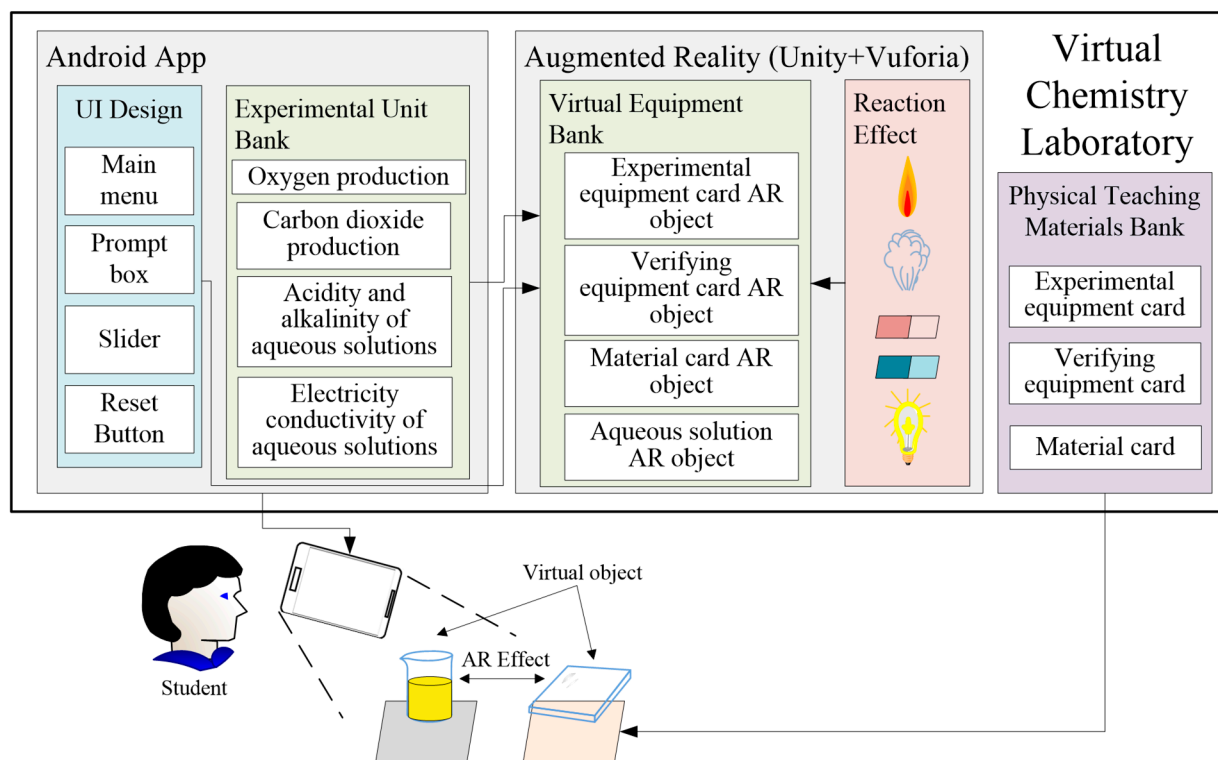 Android App
UI Design
Main
menu
Prompt
box
Slider
Reset
Button
Experimental Unit
Bank
Oxygen production
Carbon dioxide
production
Acidity and
alkalinity of
aqueous solutions
Electricity
conductivity of
aqueous solutions
Augmented Reality (Unity+Vuforia)
Virtual Equipment
Bank
Experimental
equipment card AR
object
Verifying
equipment card AR
object
Material card AR
object
Aqueous solution
AR object
Reaction
Effect
Virtual
Chemistry
Laboratory
Physical Teaching
Materials Bank
Experimental
equipment card
Verifying
equipment card
Material card
Virtual object
AR Effect
Student